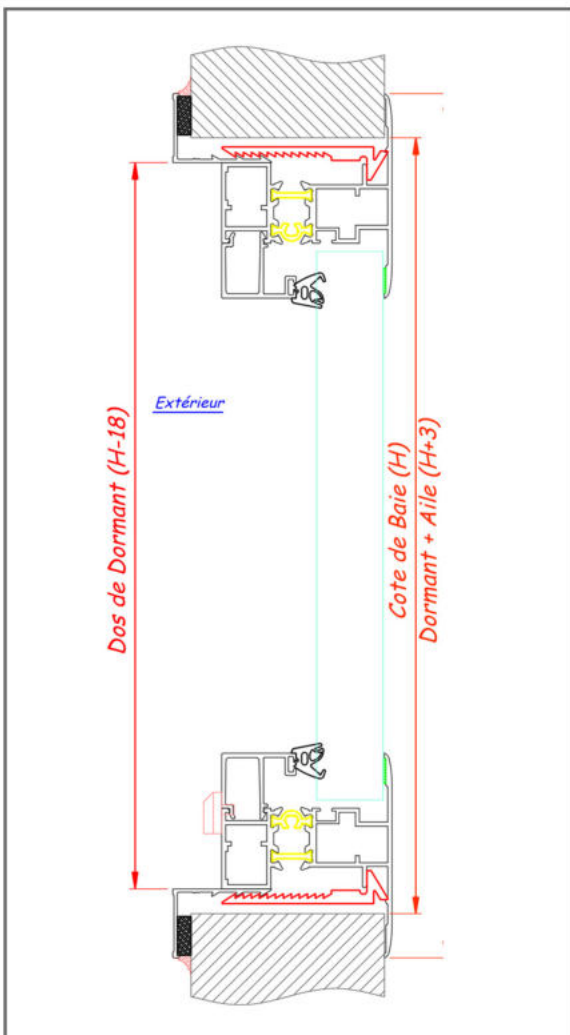 Extérieur
Dos de Dormant (H-18)
Cote de Baie (H)
Dormant + Aile (H+3)